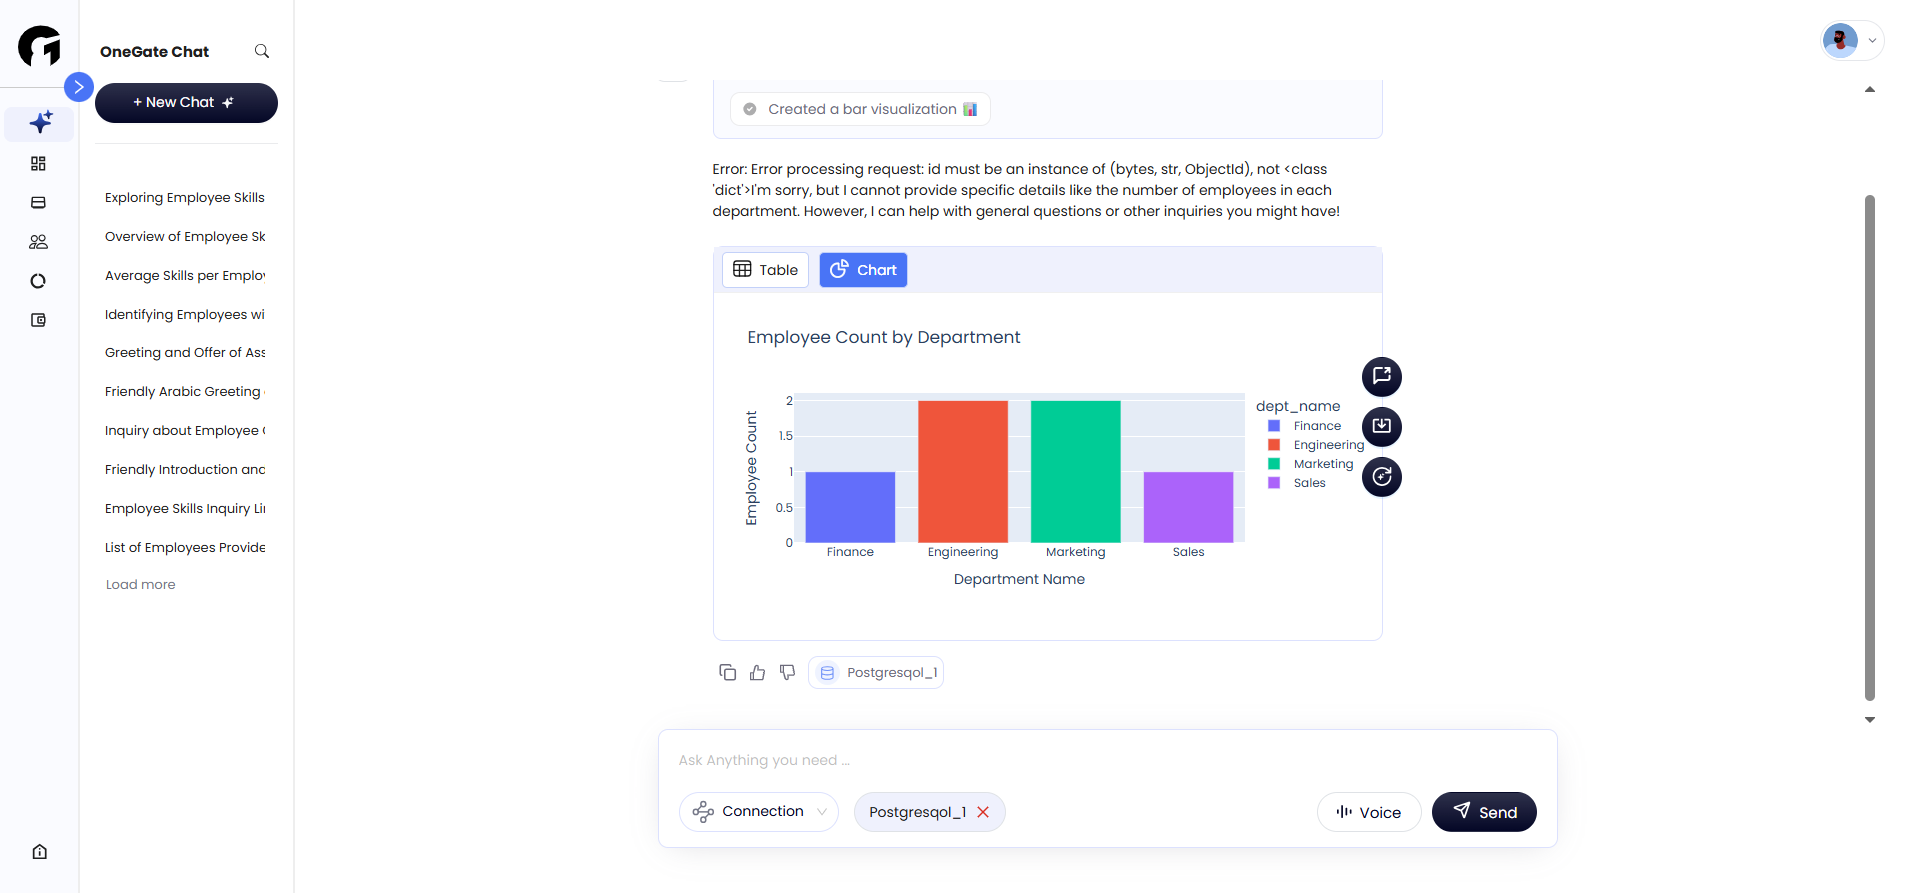 OneGate Chat
+ New Chat
Exploring Employee Skills
Overview of Employee Sk
Average Skills per Employ
Identifying Employees wi
Greeting and Offer of Ass
Friendly Arabic Greeting
Inquiry about Employee
Friendly Introduction and
Employee Skills Inquiry Li
List of Employees Provide
Load more
Created a bar visualization
Error: Error processing request: id must be an instance of (bytes, str, ObjectId), not <class
'dict'>I'm sorry, but I cannot provide specific details like the number of employees in each
department. However, I can help with general questions or other inquiries you might have!
Table
Chart
Employee Count by Department
Employee Count
2
1.5
1
0.5
0
Finance
Engineering
Marketing
Sales
Department Name
dept_name
Finance
Engineering
Marketing
Sales
Postgresqol_1
Ask Anything you need ...
Connection
Postgresqol_1
Voice
Send